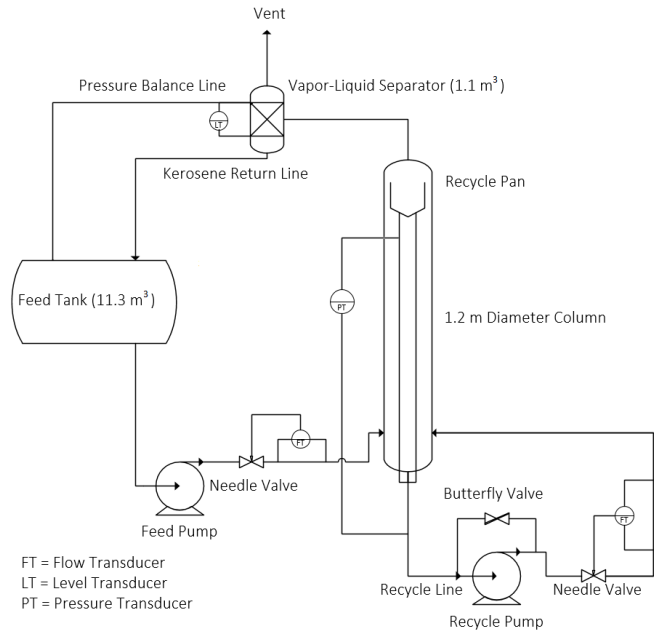 Vent
Pressure Balance Line
Vapor-Liquid Separator (1.1 m³)
LT
Kerosene Return Line
Recycle Pan
Feed Tank (11.3 m³)
PT
1.2 m Diameter Column
FT
Needle Valve
Feed Pump
Butterfly Valve
FT
FT = Flow Transducer
LT = Level Transducer
PT = Pressure Transducer
Recycle Line
Needle Valve
Recycle Pump